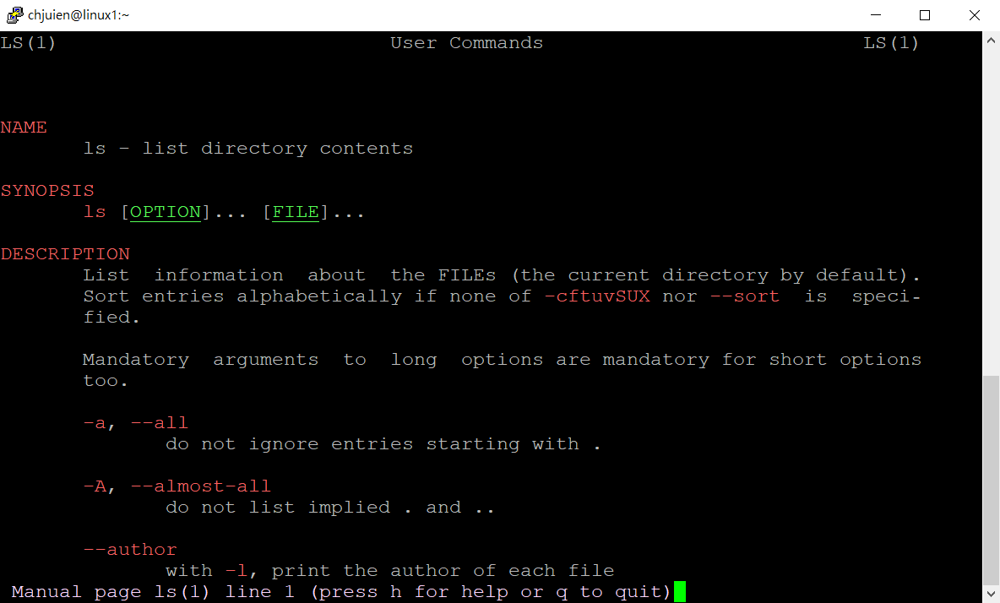 chjuien@linux1:~
LS(1)                            User Commands                           LS(1)
NAME
       ls - list directory contents
SYNOPSIS
       ls [OPTION]... [FILE]...
DESCRIPTION
       List  information  about  the FILEs (the current directory by default).
       Sort entries alphabetically if none of -cftuvSUX nor --sort  is  speci-
       fied.
       Mandatory  arguments  to  long  options are mandatory for short options
       too.
       -a, --all
              do not ignore entries starting with .
       -A, --almost-all
              do not list implied . and ..
       --author
              with -l, print the author of each file
 Manual page ls(1) line 1 (press h for help or q to quit)